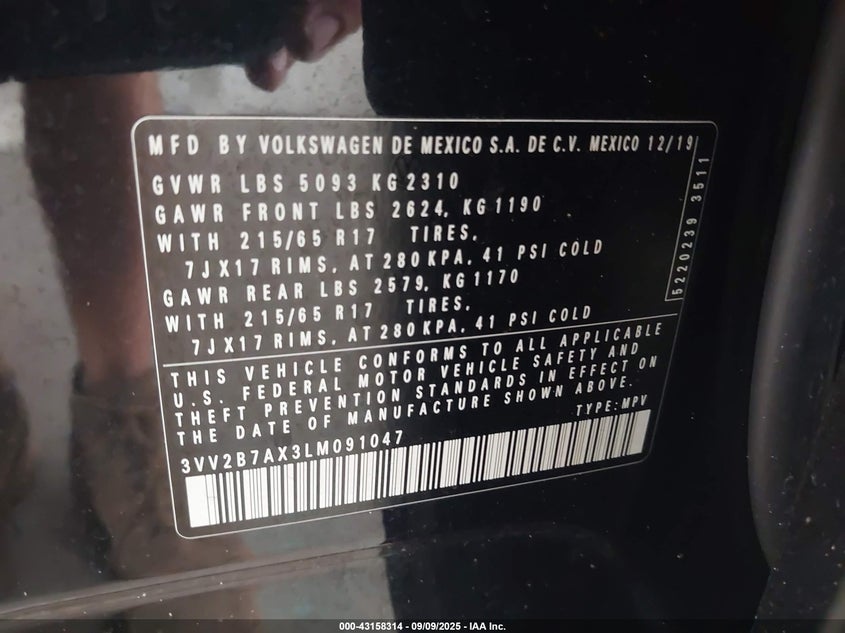 MFD BY VOLKSWAGEN DE MEXICO S.A. DE C.V. MEXICO 12/19
GVWR LBS 5093 KG 2310
GAWR FRONT LBS 2624, KG 1190
WITH 215/65 R17 TIRES,
7JX17 RIMS, AT 280 KPA, 41 PSI COLD
GAWR REAR LBS 2579, KG 1170
WITH 215/65 R17 TIRES,
7JX17 RIMS, AT 280 KPA, 41 PSI COLD
5220239 3511
THIS VEHICLE CONFORMS TO ALL APPLICABLE
U.S. FEDERAL MOTOR VEHICLE SAFETY AND
THEFT PREVENTION STANDARDS IN EFFECT ON
THE DATE OF MANUFACTURE SHOWN ABOVE.
3VV2B7AX3LM091047 TYPE: MPV
000-43158314 - 09/09/2025 - IAA Inc.